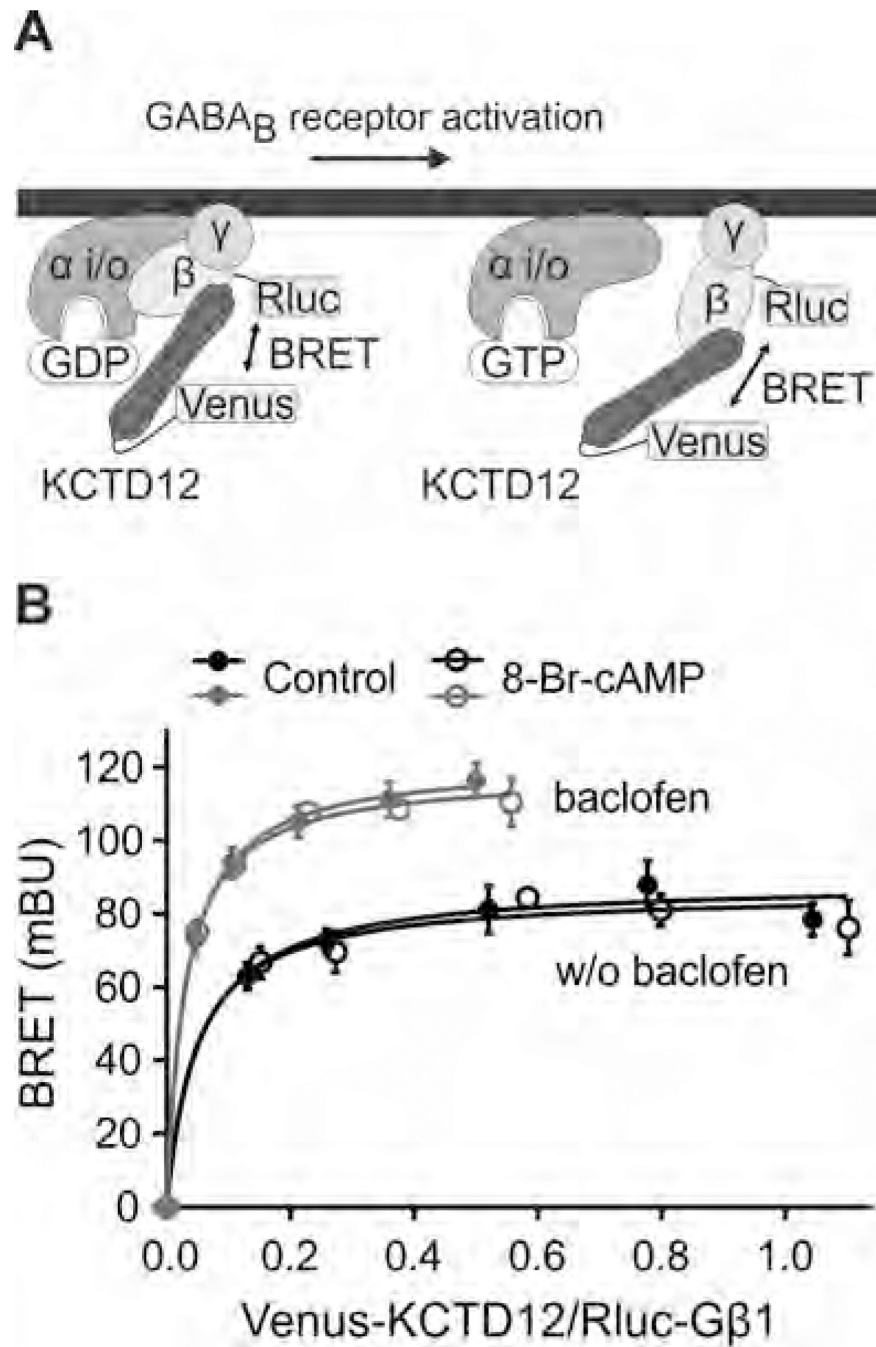 A
GABAB receptor activation
α i/o β γ
Rluc
GDP
BRET
Venus
KCTD12
α i/o γ
β Rluc
GTP
BRET
Venus
KCTD12
B
Control 8-Br-cAMP
120
100
80
60
40
20
0
BRET (mBU)
baclofen
w/o baclofen
0.0 0.2 0.4 0.6 0.8 1.0
Venus-KCTD12/Rluc-Gβ1